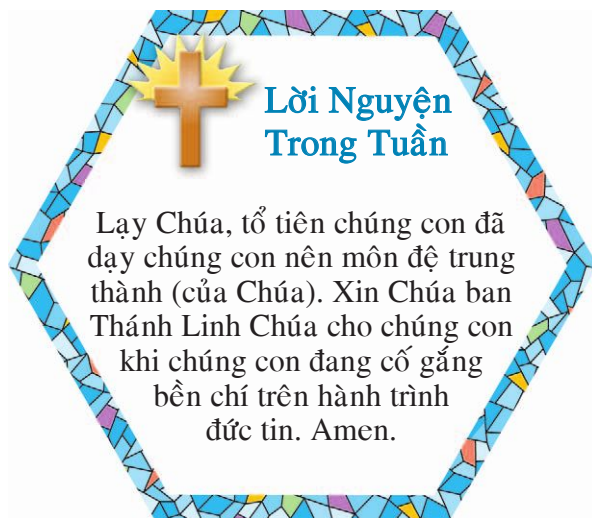 Lời Nguyện
Trong Tuần
Lạy Chúa, tổ tiên chúng con đã
dạy chúng con nên môn đệ trung
thành (của Chúa). Xin Chúa ban
Thánh Linh Chúa cho chúng con
khi chúng con đang cố gắng
bền chí trên hành trình
đức tin. Amen.